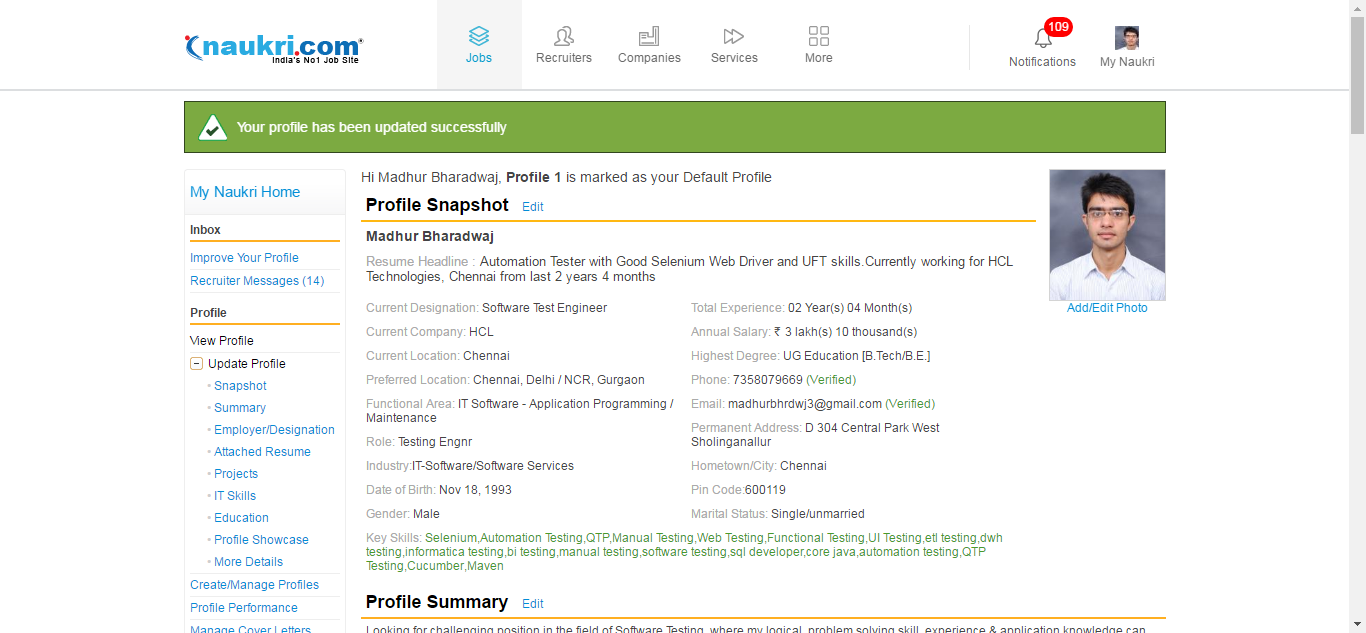 naukri.com
India's No1 Job Site
Jobs
Recruiters
Companies
Services
More
109
Notifications
My Naukri
Your profile has been updated successfully
My Naukri Home
Inbox
Improve Your Profile
Recruiter Messages (14)
Profile
View Profile
Update Profile
Snapshot
Summary
Employer/Designation
Attached Resume
Projects
IT Skills
Education
Profile Showcase
More Details
Create/Manage Profiles
Profile Performance
Manage Cover Letters
Hi Madhur Bharadwaj, Profile 1 is marked as your Default Profile
Profile Snapshot Edit
Madhur Bharadwaj
Resume Headline : Automation Tester with Good Selenium Web Driver and UFT skills.Currently working for HCL
Technologies, Chennai from last 2 years 4 months
Current Designation: Software Test Engineer
Current Company: HCL
Current Location: Chennai
Preferred Location: Chennai, Delhi / NCR, Gurgaon
Functional Area: IT Software - Application Programming /
Maintenance
Role: Testing Engnr
Industry:IT-Software/Software Services
Date of Birth: Nov 18, 1993
Gender: Male
Total Experience: 02 Year(s) 04 Month(s)
Annual Salary: ₹ 3 lakh(s) 10 thousand(s)
Highest Degree: UG Education [B.Tech/B.E.]
Phone: 7358079669 (Verified)
Email: madhurbhrdwj3@gmail.com (Verified)
Permanent Address: D 304 Central Park West
Sholinganallur
Hometown/City: Chennai
Pin Code:600119
Marital Status: Single/unmarried
Key Skills: Selenium,Automation Testing,QTP,Manual Testing,Web Testing,Functional Testing,UI Testing,etl testing,dwh
testing,informatica testing,bi testing,manual testing,software testing,sql developer,core java,automation testing,QTP
Testing,Cucumber,Maven
Add/Edit Photo
Profile Summary Edit
Looking for challenging position in the field of Software Testing, where my logical, problem solving skill, experience & application knowledge can